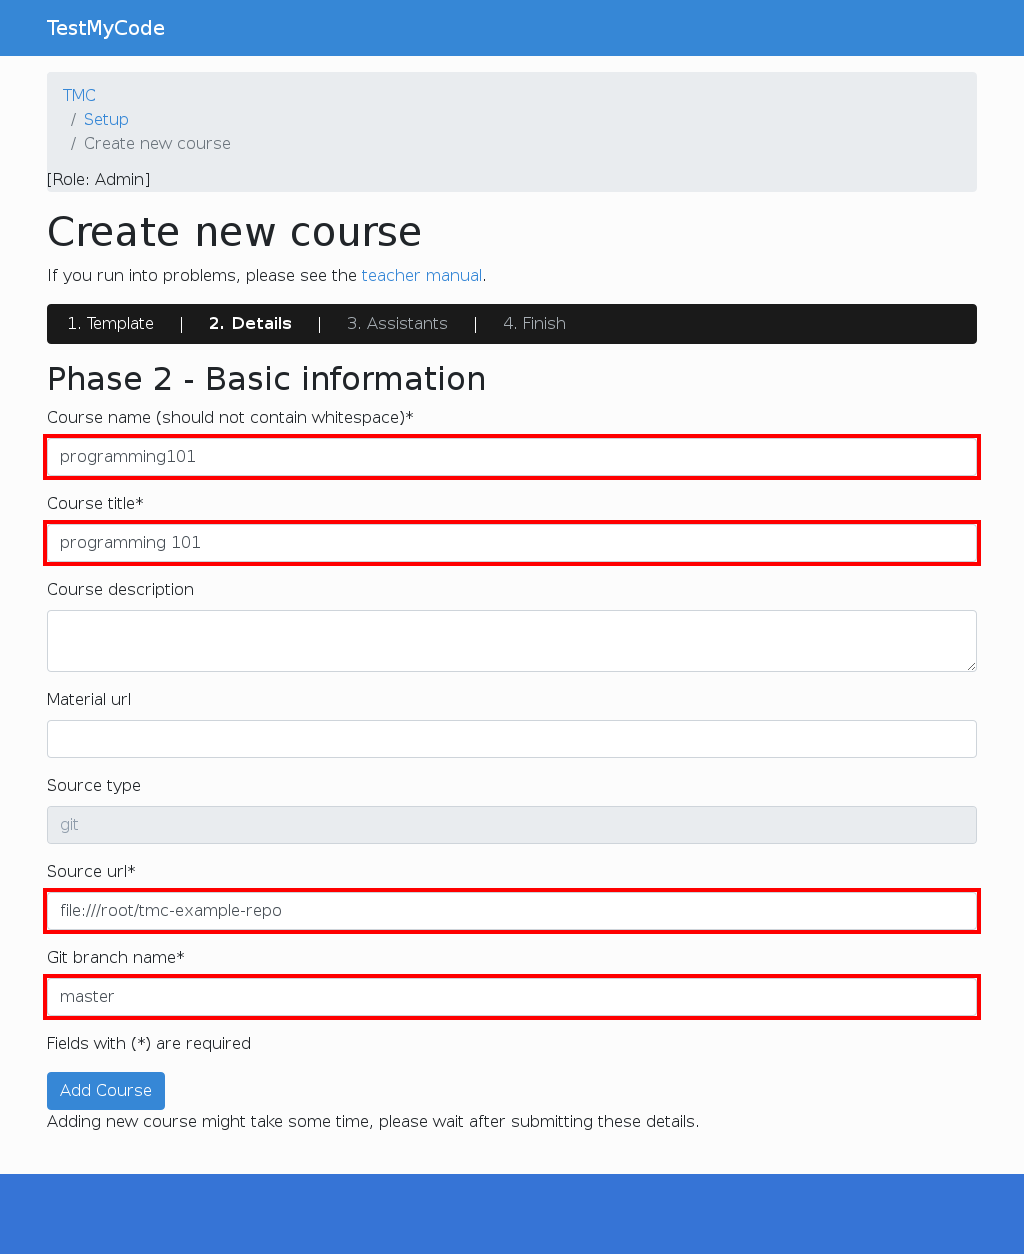 TestMyCode
TMC
/ Setup
/ Create new course
[Role: Admin]
Create new course
If you run into problems, please see the teacher manual.
1. Template | 2. Details | 3. Assistants | 4. Finish
Phase 2 - Basic information
Course name (should not contain whitespace)*
programming101
Course title*
programming 101
Course description
Material url
Source type
git
Source url*
file:///root/tmc-example-repo
Git branch name*
master
Fields with (*) are required
Add Course
Adding new course might take some time, please wait after submitting these details.